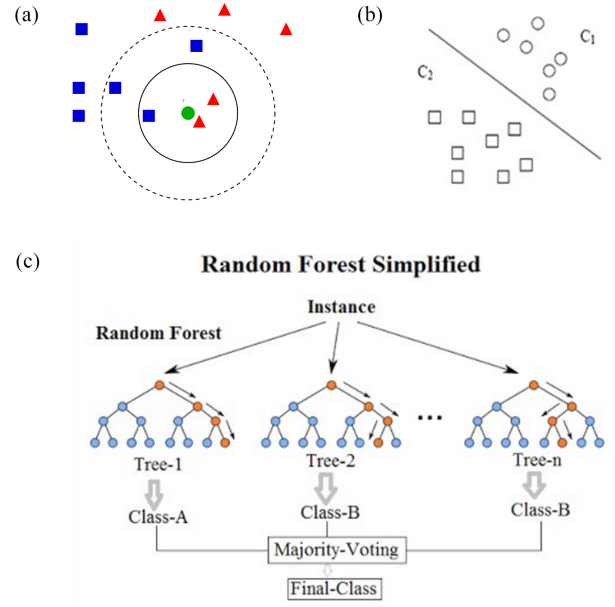 (a)
(b)
C₁
C₂
(c)
Random Forest Simplified
Instance
Random Forest
...
Tree-1
Tree-2
Tree-n
Class-A
Class-B
Class-B
Majority-Voting
Final-Class